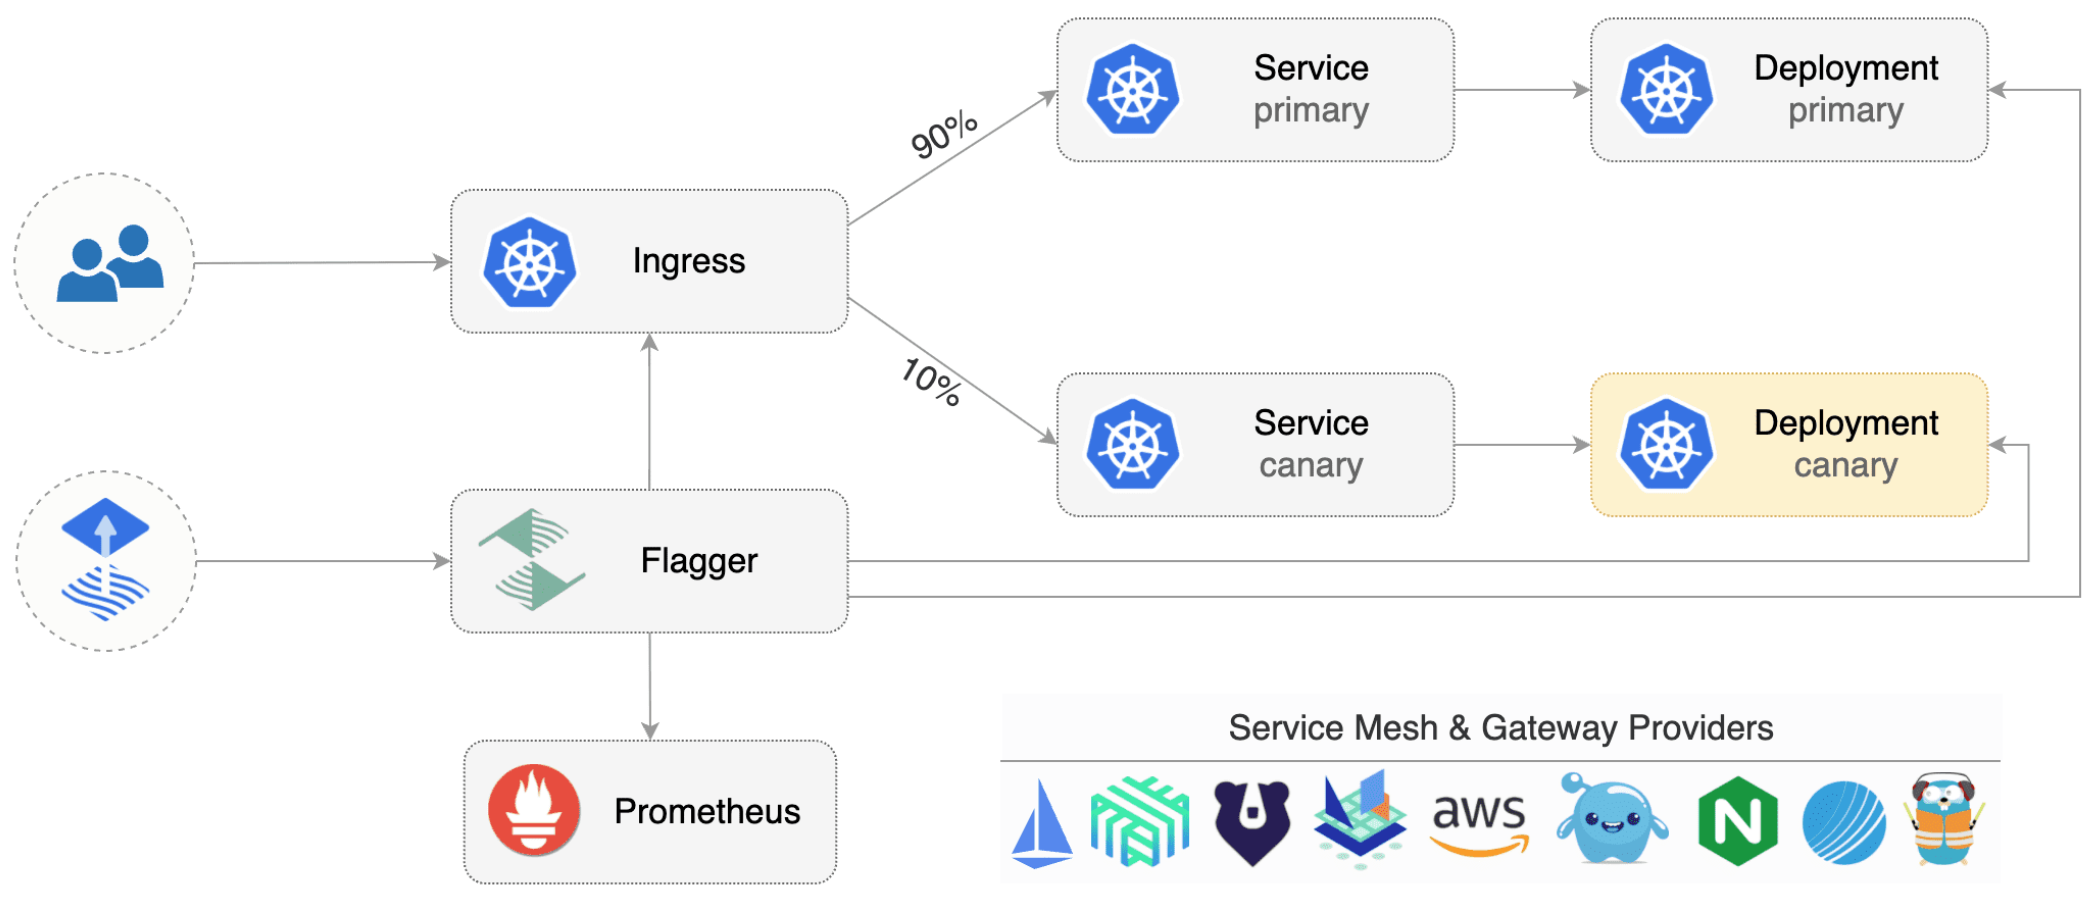 Service
primary
Deployment
primary
90%
Ingress
10%
Service
canary
Deployment
canary
Flagger
Prometheus
Service Mesh & Gateway Providers
aws
N